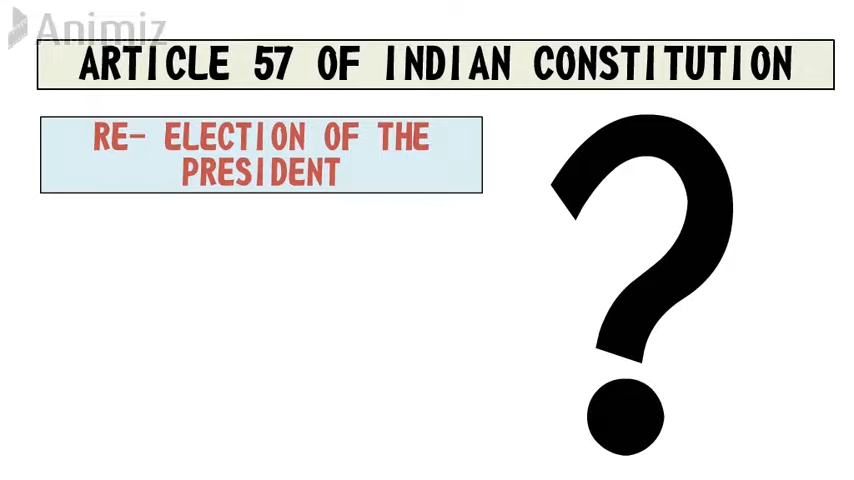 Animiz
ARTICLE 57 OF INDIAN CONSTITUTION
RE- ELECTION OF THE
PRESIDENT
?